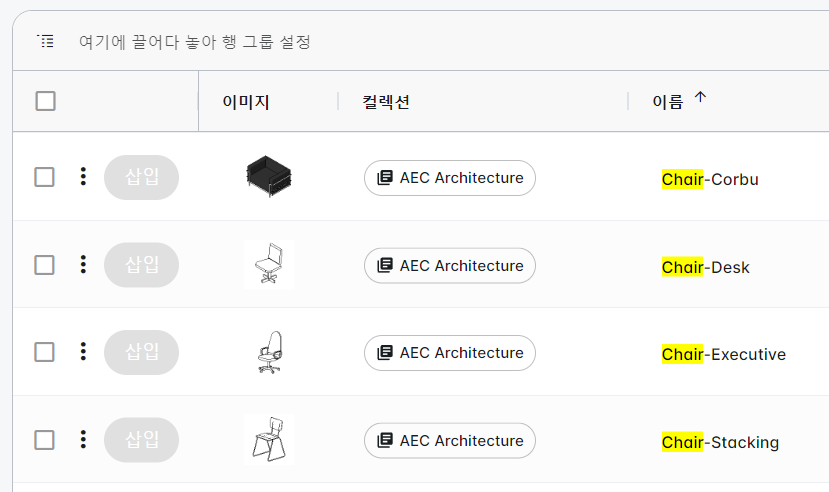 여기에 끌어다 놓아 행 그룹 설정
이미지 컬렉션 이름
삽입 AEC Architecture Chair-Corbu
삽입 AEC Architecture Chair-Desk
삽입 AEC Architecture Chair-Executive
삽입 AEC Architecture Chair-Stacking